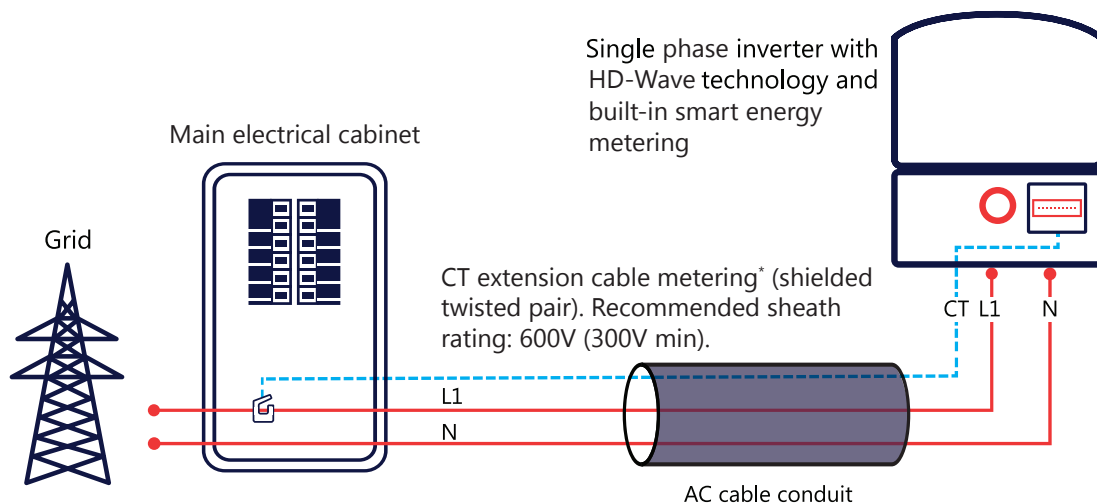 Single phase inverter with
HD-Wave technology and
built-in smart energy
metering
Main electrical cabinet
Grid
CT extension cable metering* (shielded
twisted pair). Recommended sheath
rating: 600V (300V min).
CT L1 N
L1
N
AC cable conduit